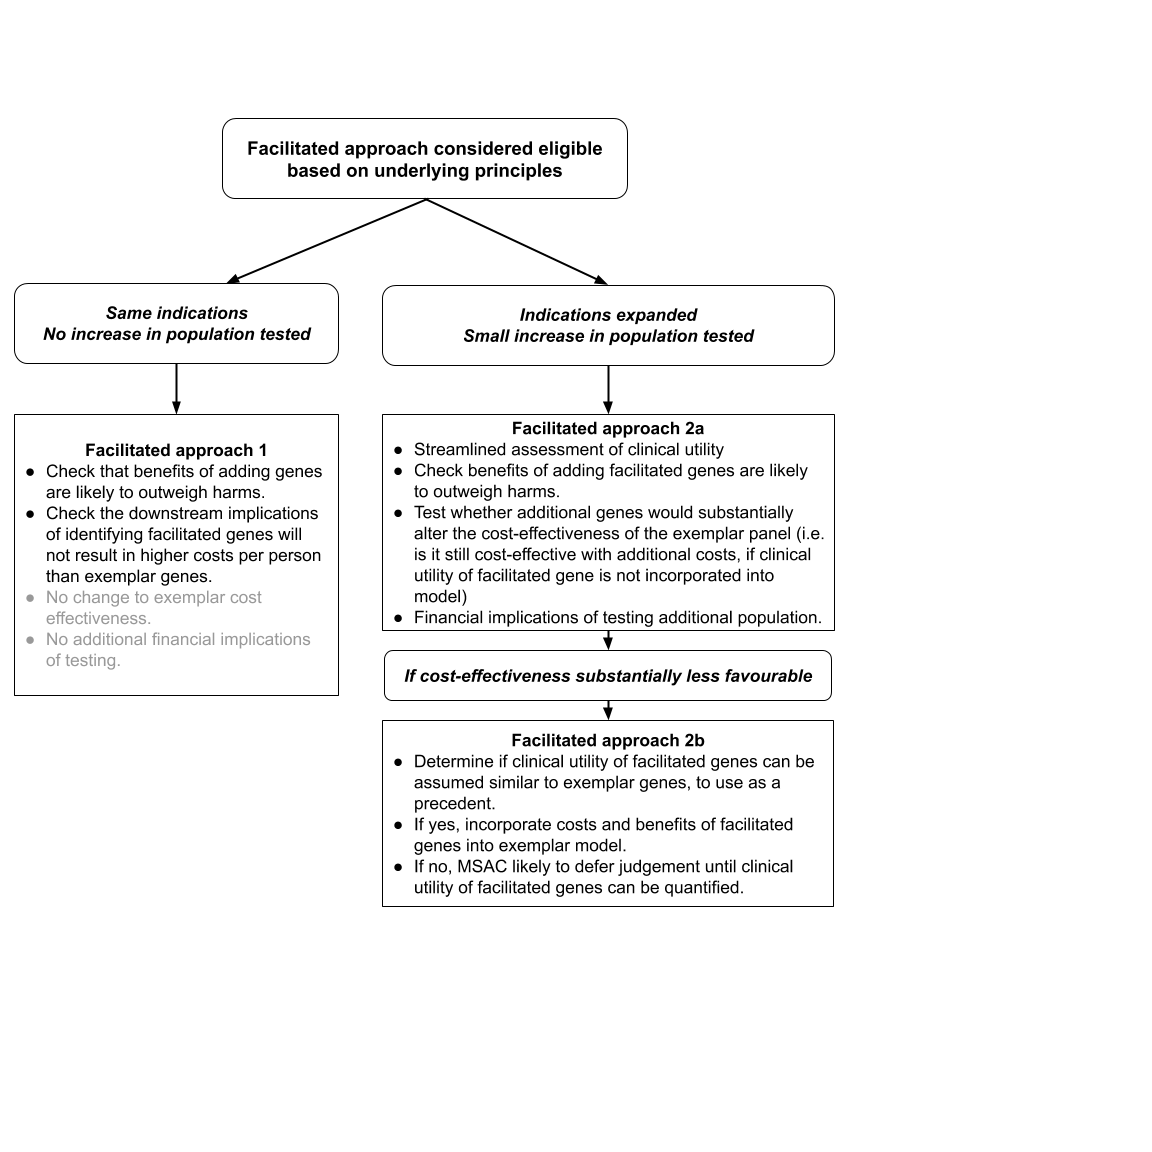 Facilitated approach considered eligible
based on underlying principles
Same indications
No increase in population tested
Indications expanded
Small increase in population tested
Facilitated approach 1
● Check that benefits of adding genes
are likely to outweigh harms.
● Check the downstream implications
of identifying facilitated genes will
not result in higher costs per person
than exemplar genes.
● No change to exemplar cost
effectiveness.
● No additional financial implications
of testing.
Facilitated approach 2a
● Streamlined assessment of clinical utility
● Check benefits of adding facilitated genes are likely
to outweigh harms.
● Test whether additional genes would substantially
alter the cost-effectiveness of the exemplar panel (i.e.
is it still cost-effective with additional costs, if clinical
utility of facilitated gene is not incorporated into
model)
● Financial implications of testing additional population.
If cost-effectiveness substantially less favourable
Facilitated approach 2b
● Determine if clinical utility of facilitated genes can be
assumed similar to exemplar genes, to use as a
precedent.
● If yes, incorporate costs and benefits of facilitated
genes into exemplar model.
● If no, MSAC likely to defer judgement until clinical
utility of facilitated genes can be quantified.